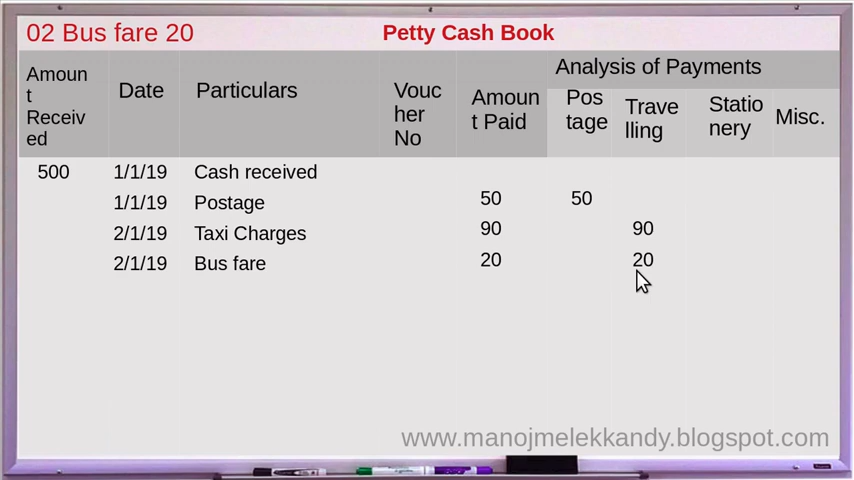 02 Bus fare 20
Petty Cash Book
Amoun
t
Receiv
ed
Date
Particulars
Vouc
her
No
Amoun
t Paid
Analysis of Payments
Pos
tage
Trave
lling
Statio
nery
Misc.
500 1/1/19 Cash received
1/1/19 Postage 50 50
2/1/19 Taxi Charges 90 90
2/1/19 Bus fare 20 20
www.manojmelekkandy.blogspot.com